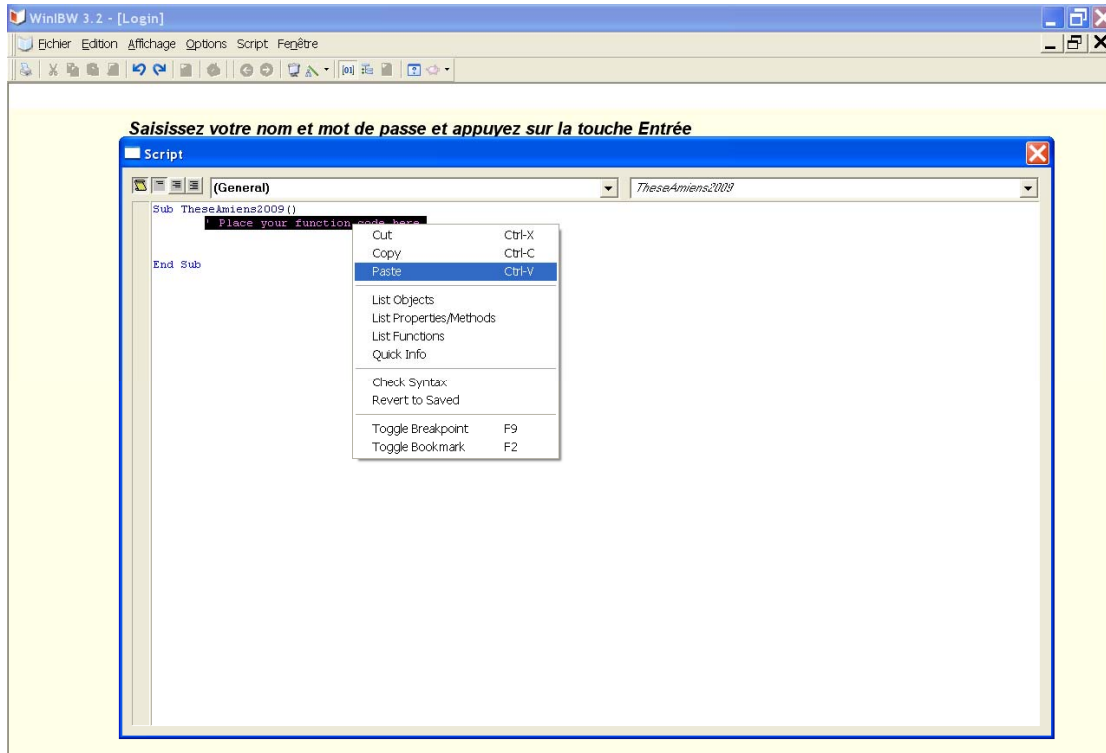 WinIBW 3.2 - [Login]
Fichier Edition Affichage Options Script Fenêtre
Saisissez votre nom et mot de passe et appuyez sur la touche Entrée
Script
(General) TheseAmiens2009
Sub TheseAmiens2009()
' Place your function code here
End Sub
Cut Ctrl-X
Copy Ctrl-C
Paste Ctrl-V
List Objects
List Properties/Methods
List Functions
Quick Info
Check Syntax
Revert to Saved
Toggle Breakpoint F9
Toggle Bookmark F2